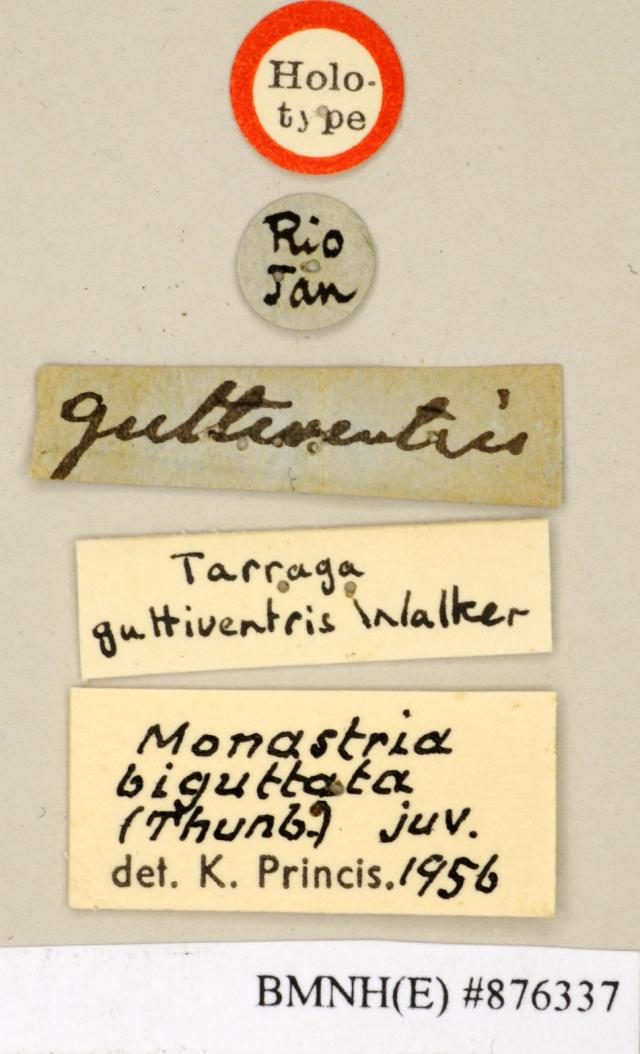 Holo-
type
Rio
Jan
guttiventris
Tarraga
guttiventris Walker
Monastria
biguttata
(Thunb.) juv.
det. K. Princis. 1956
BMNH(E) #876337